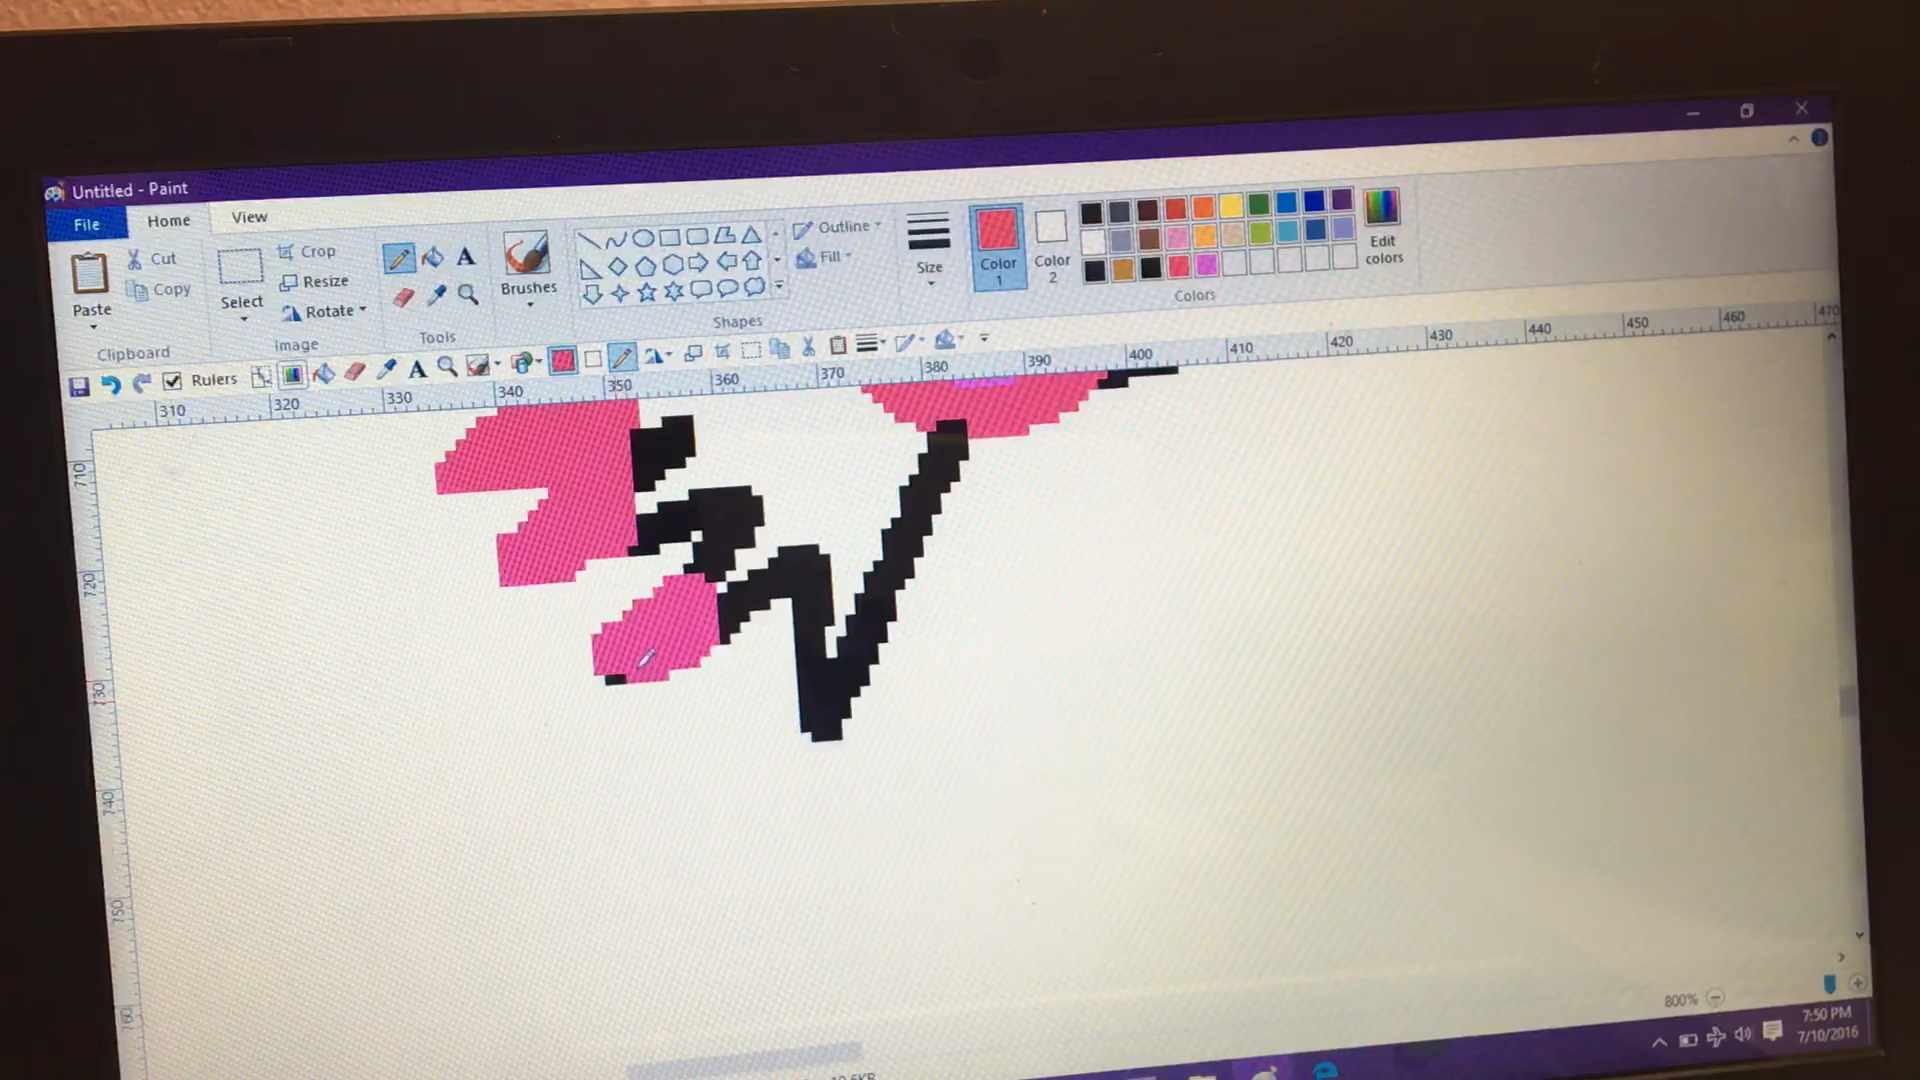 Untitled - Paint
File Home View
Cut
Copy
Paste
Clipboard
Select
Crop
Resize
Rotate
Image
A
Tools
Brushes
Outline
Fill
Shapes
Size
Color 1
Color 2
Edit colors
Colors
Rulers
A
310 320 330 340 350 360 370 380 390 400 410 420 430 440 450 460 470
710
720
730
740
750
760
800%
7:50 PM
7/10/2016